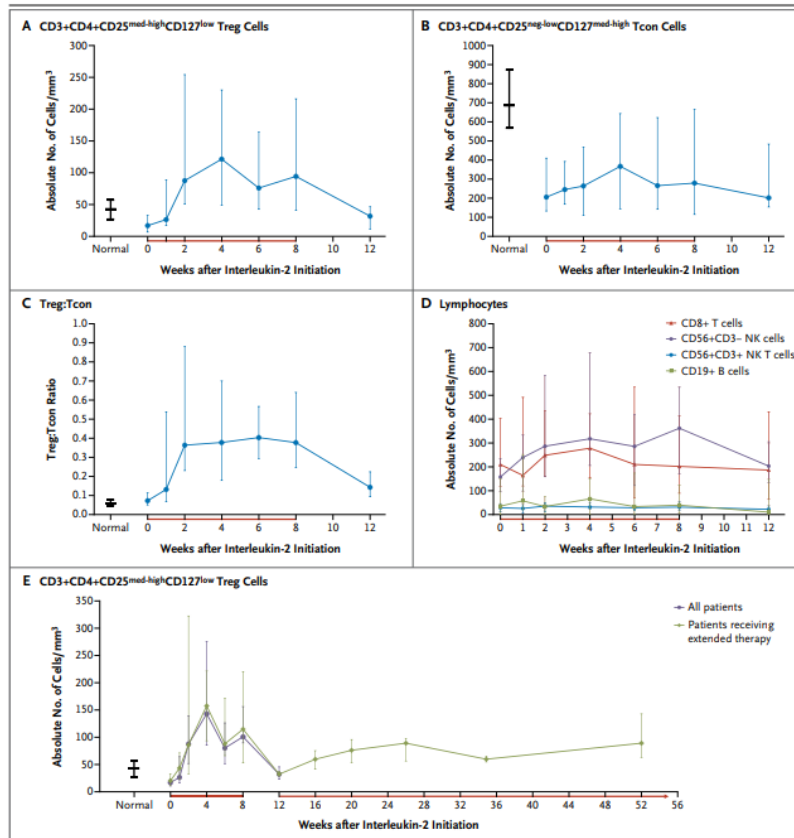 A CD3+CD4+CD25med-highCD127low Treg Cells
Absolute No. of Cells/mm3
300
250
200
150
100
50
0
Normal
0 2 4 6 8 10 12
Weeks after Interleukin-2 Initiation
B CD3+CD4+CD25neg-lowCD127med-high Tcon Cells
Absolute No. of Cells/mm3
1000
900
800
700
600
500
400
300
200
100
0
Normal
0 2 4 6 8 10 12
Weeks after Interleukin-2 Initiation
C Treg:Tcon
Treg:Tcon Ratio
1.0
0.9
0.8
0.7
0.6
0.5
0.4
0.3
0.2
0.1
0.0
Normal
0 2 4 6 8 10 12
Weeks after Interleukin-2 Initiation
D Lymphocytes
Absolute No. of Cells/mm3
800
700
600
500
400
300
200
100
0
CD8+ T cells
CD56+CD3− NK cells
CD56+CD3+ NK T cells
CD19+ B cells
0 1 2 3 4 5 6 7 8 9 10 11 12
Weeks after Interleukin-2 Initiation
E CD3+CD4+CD25med-highCD127low Treg Cells
Absolute No. of Cells/mm3
350
300
250
200
150
100
50
0
All patients
Patients receiving
extended therapy
Normal
0 4 8 12 16 20 24 28 32 36 40 44 48 52 56
Weeks after Interleukin-2 Initiation